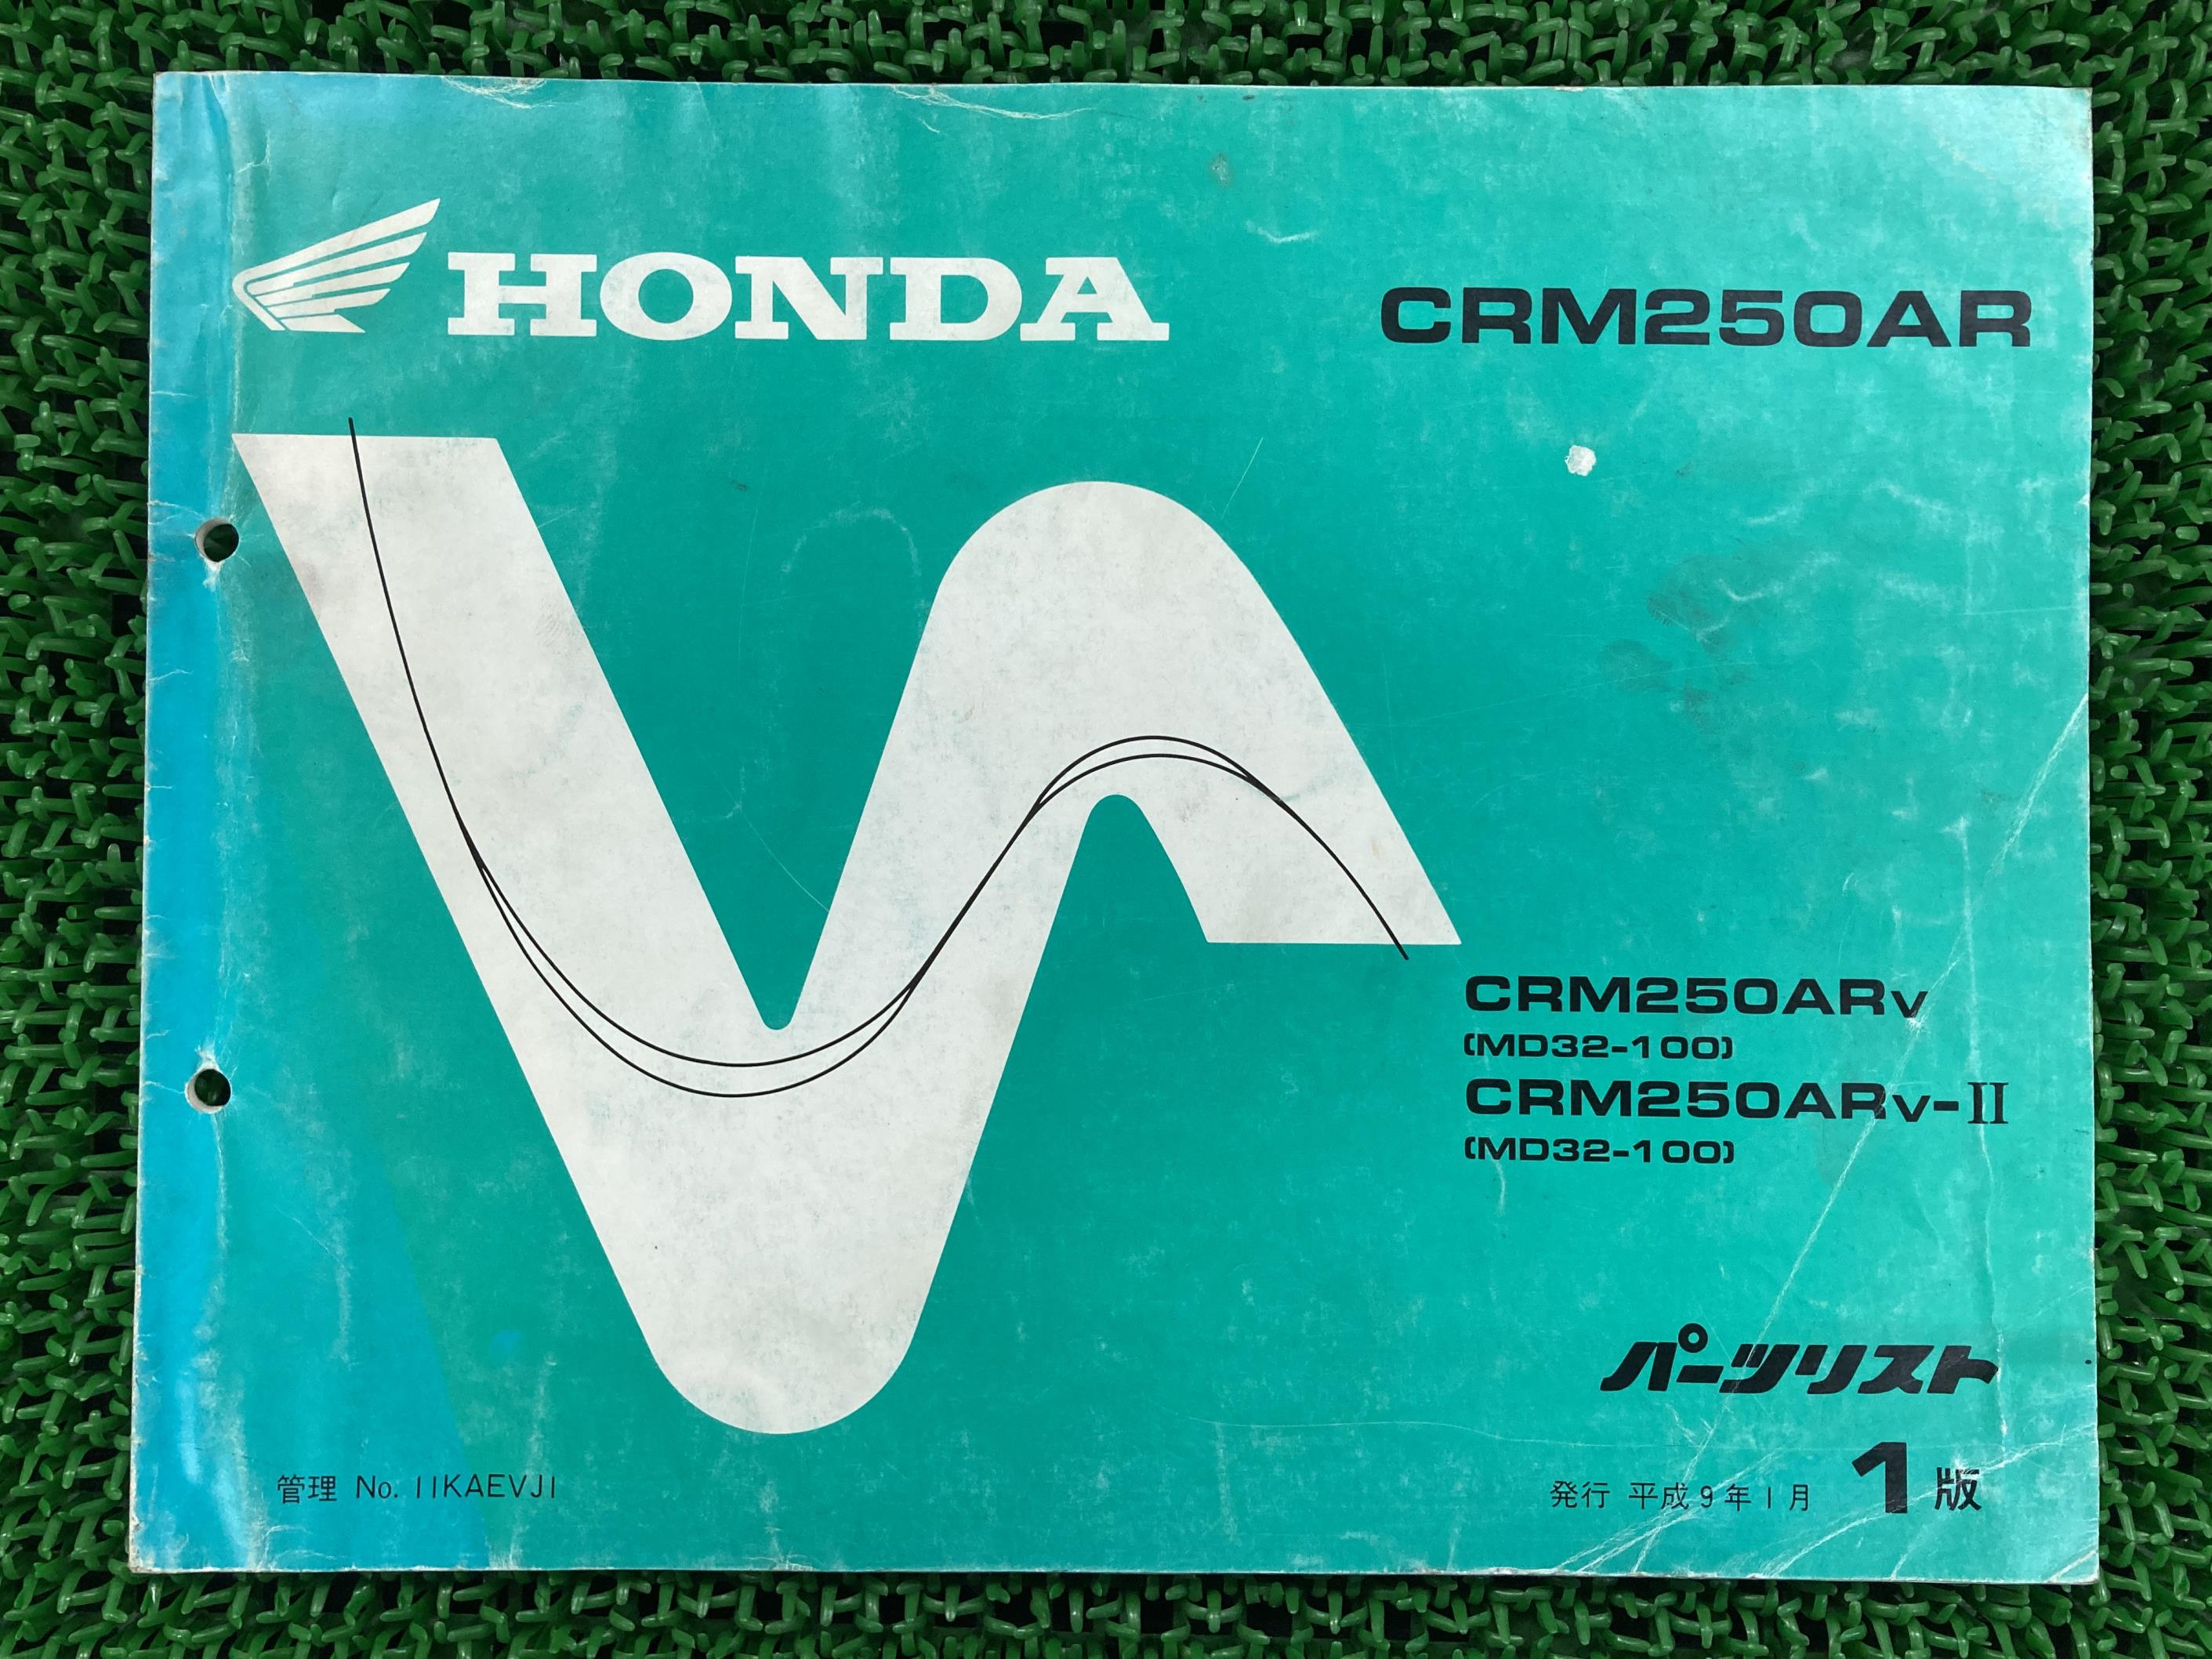 HONDA
CRM250AR
CRM250ARV
(MD32-100)
CRM250ARV-II
(MD32-100)
パーツリスト
管理 No. 11KAEVJ1
発行 平成9年1月 1版